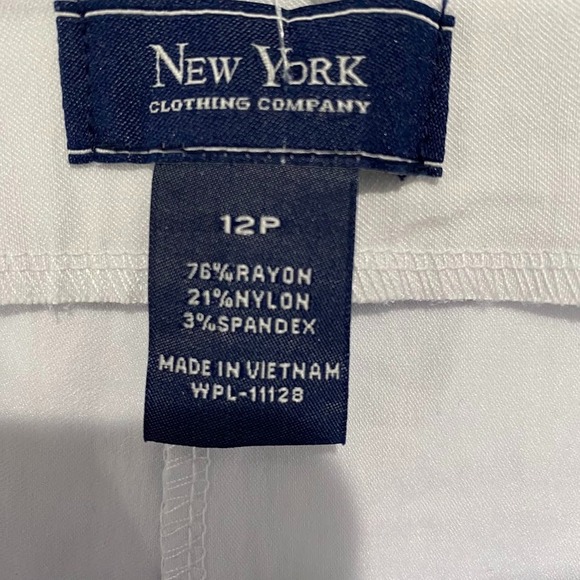 NEW YORK
CLOTHING COMPANY
12P
76%RAYON
21%NYLON
3%SPANDEX
MADE IN VIETNAM
WPL-11128